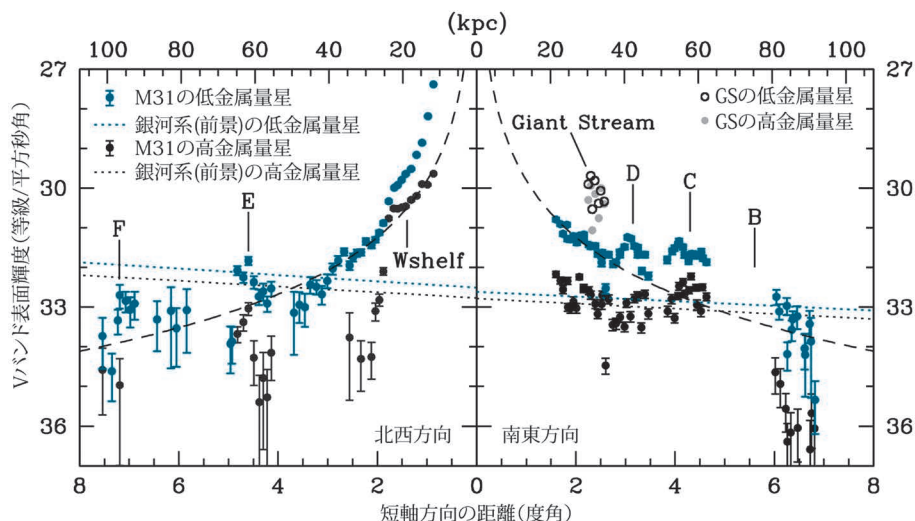 (kpc)
100 80 60 40 20 0 20 40 60 80 100
27
30
33
36
27
30
33
36
Vバンド表面輝度(等級/平方秒角)
M31の低金属量星
銀河系(前景)の低金属量星
M31の高金属量星
銀河系(前景)の高金属量星
GSの低金属量星
GSの高金属量星
Giant Stream
F
E
Wshelf
D
C
B
北西方向
南東方向
8 6 4 2 0 2 4 6 8
短軸方向の距離(度角)